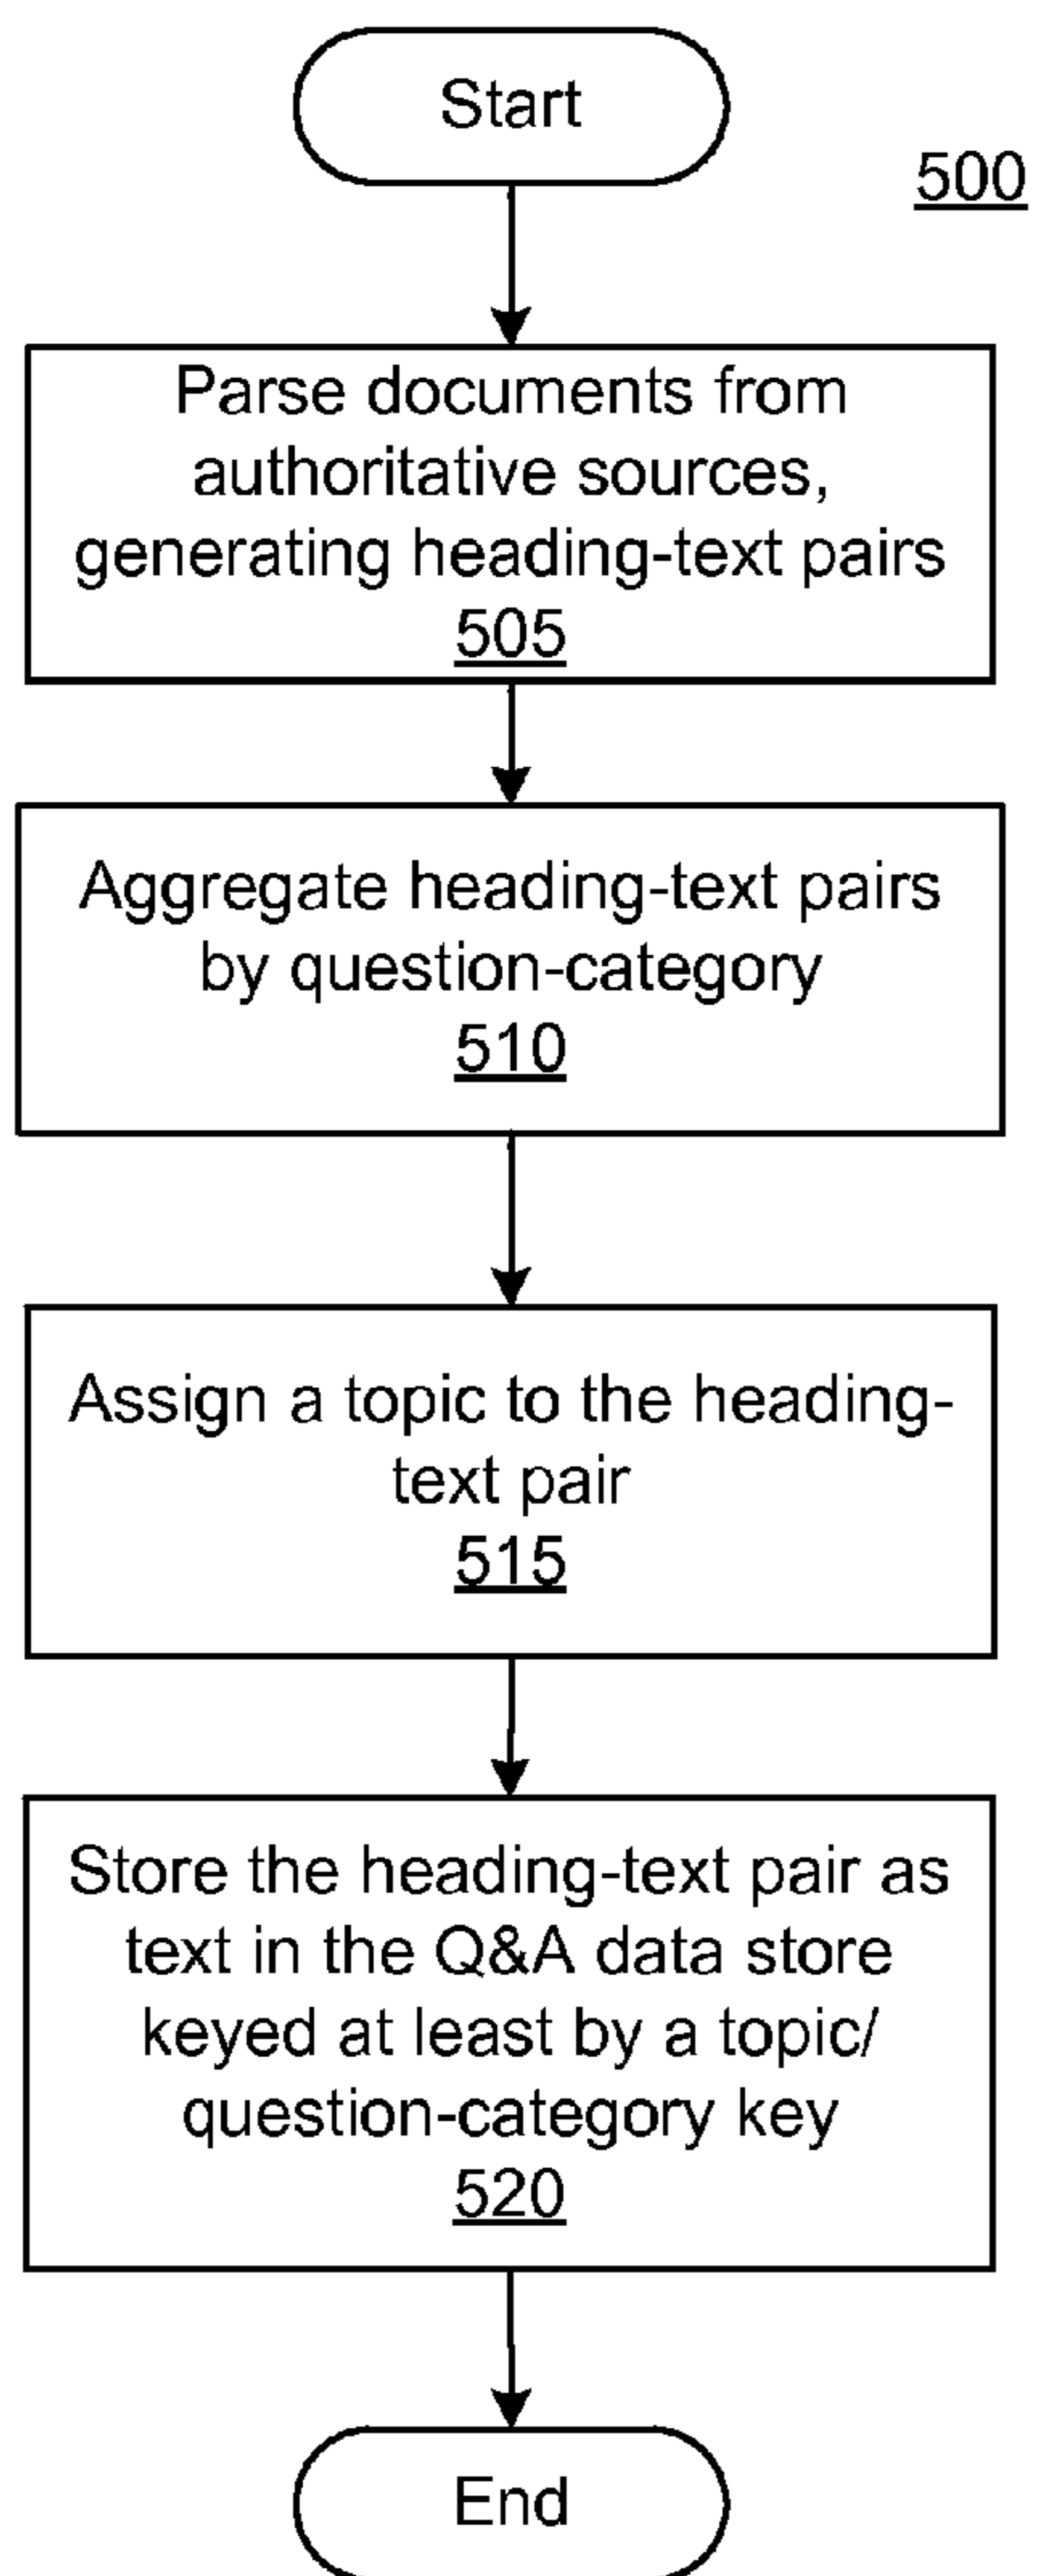 Start
500
Parse documents from
authoritative sources,
generating heading-text pairs
505
Aggregate heading-text pairs
by question-category
510
Assign a topic to the heading-
text pair
515
Store the heading-text pair as
text in the Q&A data store
keyed at least by a topic/
question-category key
520
End